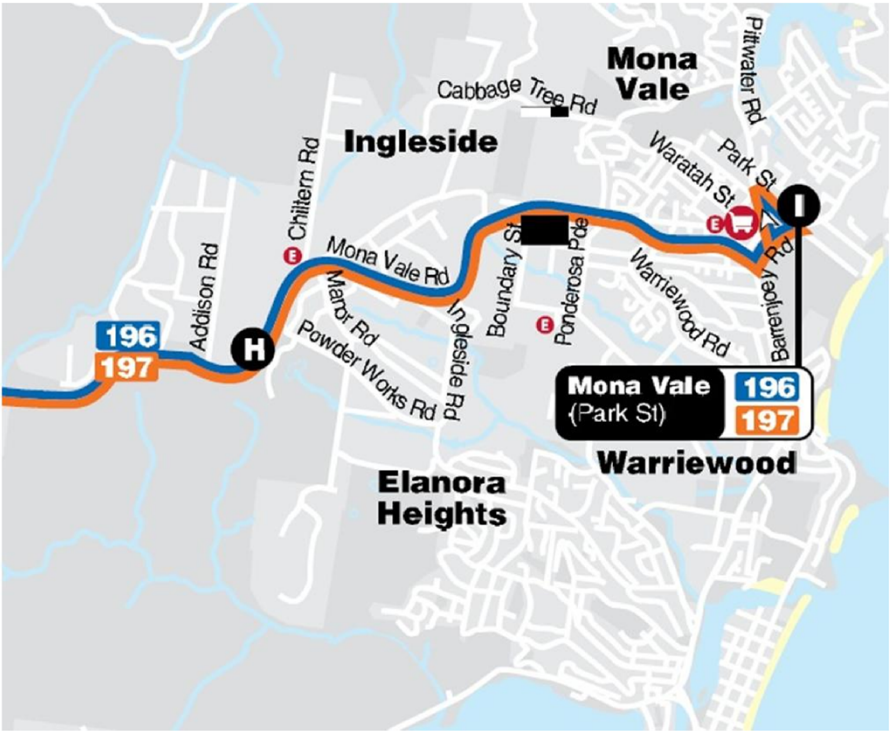 Mona
Vale
Pittwater Rd
Cabbage Tree Rd
Ingleside
Waratah St
Park St
Chiltern Rd
E
I
E
Mona Vale Rd
Addison Rd
Boundary St
Ponderosa Pde
Warriewood Rd
Barrenjoey Rd
Manor Rd
196
197
H
Powder Works Rd
Ingleside Rd
E
Mona Vale
(Park St)
196
197
Warriewood
Elanora
Heights